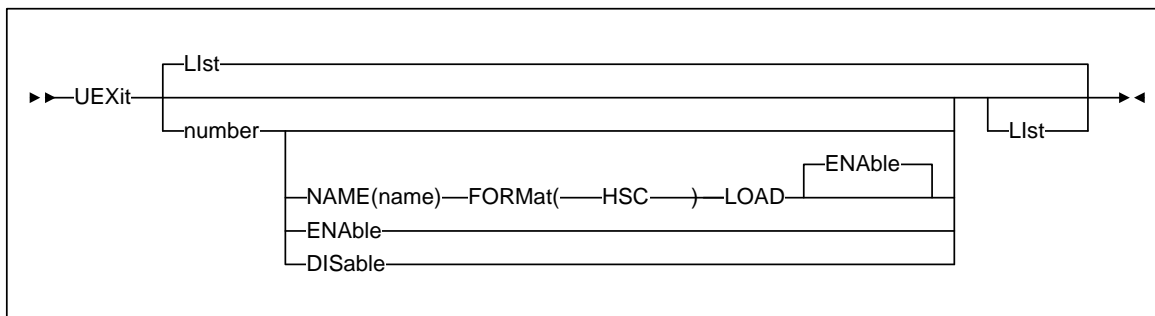 LIst
UEXit
number
LIst
ENAble
NAME(name) FORMat( HSC ) LOAD
ENAble
DISable